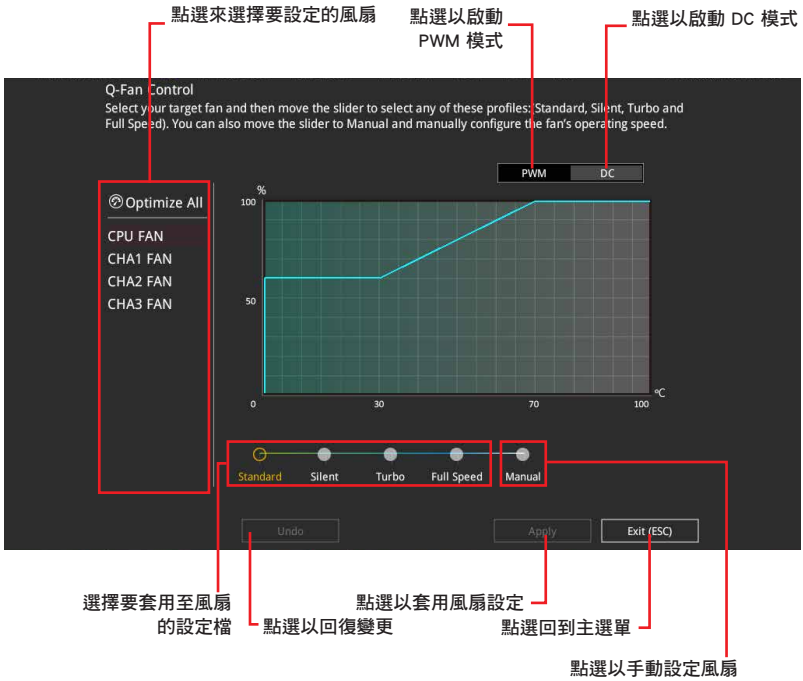 點選來選擇要設定的風扇
點選以啟動
PWM 模式
點選以啟動 DC 模式
Q-Fan Control
Select your target fan and then move the slider to select any of these profiles:(Standard, Silent, Turbo and
Full Speed). You can also move the slider to Manual and manually configure the fan's operating speed.
PWM
DC
Optimize All
CPU FAN
CHA1 FAN
CHA2 FAN
CHA3 FAN
%
100
50
0
30
70
100
ºC
Standard
Silent
Turbo
Full Speed
Manual
Undo
Apply
Exit (ESC)
選擇要套用至風扇
的設定檔
點選以回復變更
點選以套用風扇設定
點選回到主選單
點選以手動設定風扇